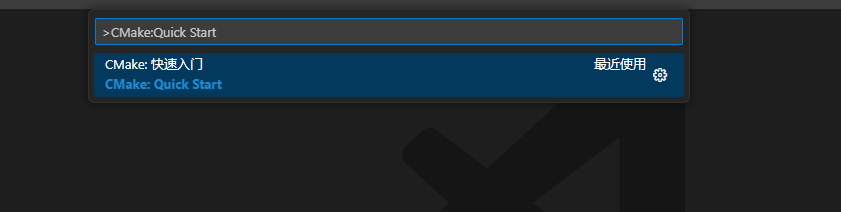 >CMake:Quick Start
CMake: 快速入门 最近使用
CMake: Quick Start